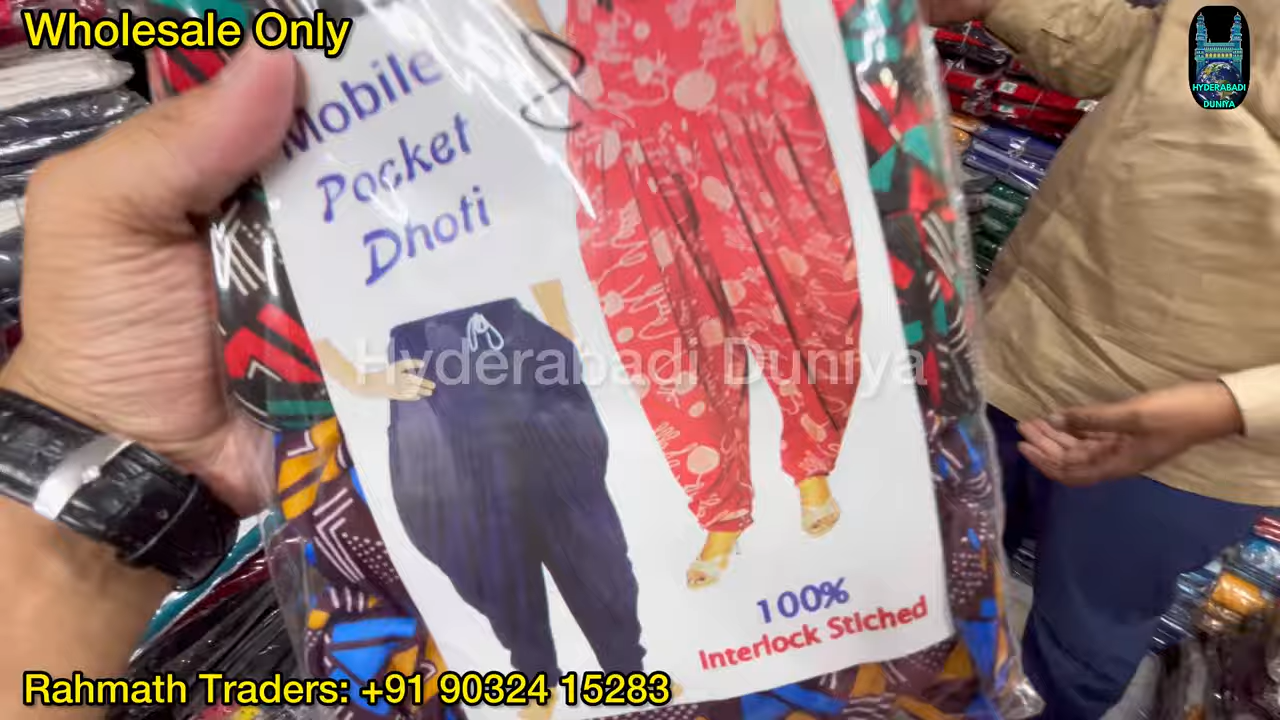 Wholesale Only
HYDERABADI
DUNIYA
Mobile
Pocket
Dhoti
Hyderabadi Duniya
100%
Interlock Stiched
Rahmath Traders: +91 90324 15283